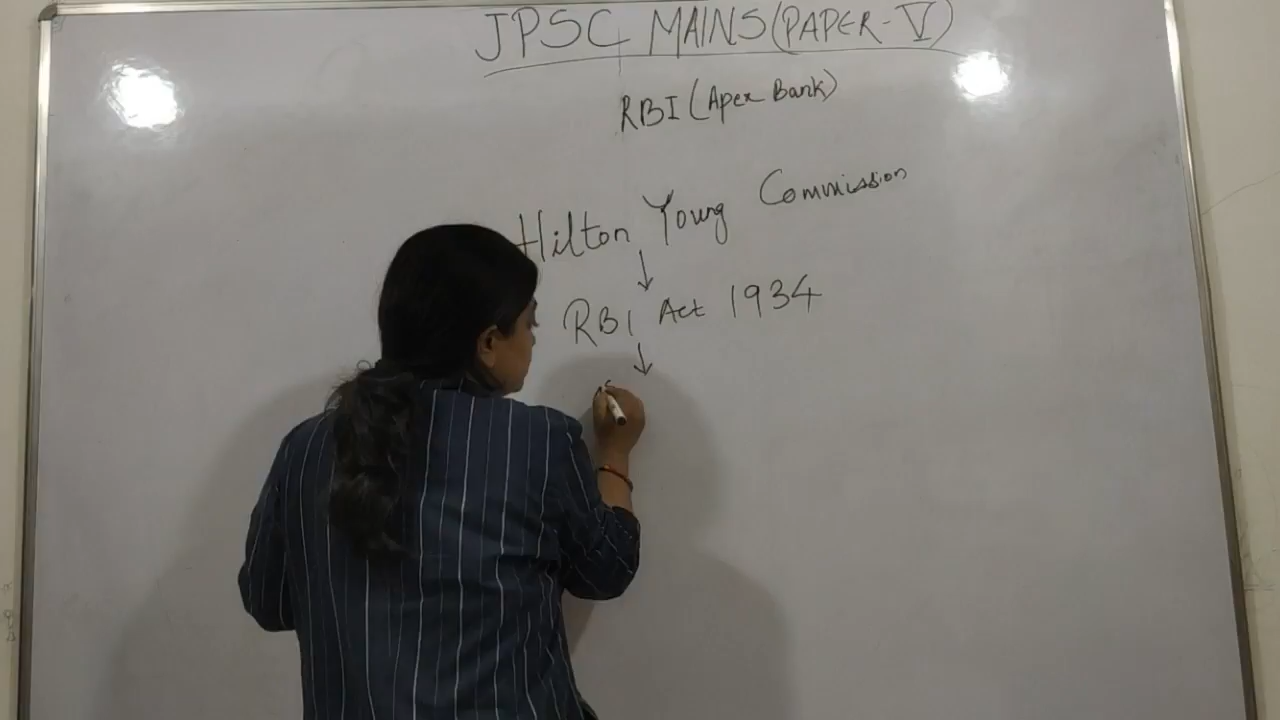 JPSC MAINS(PAPER-V)
RBI (Apex Bank)
Hilton Young Commission
↓
RBI Act 1934
↓